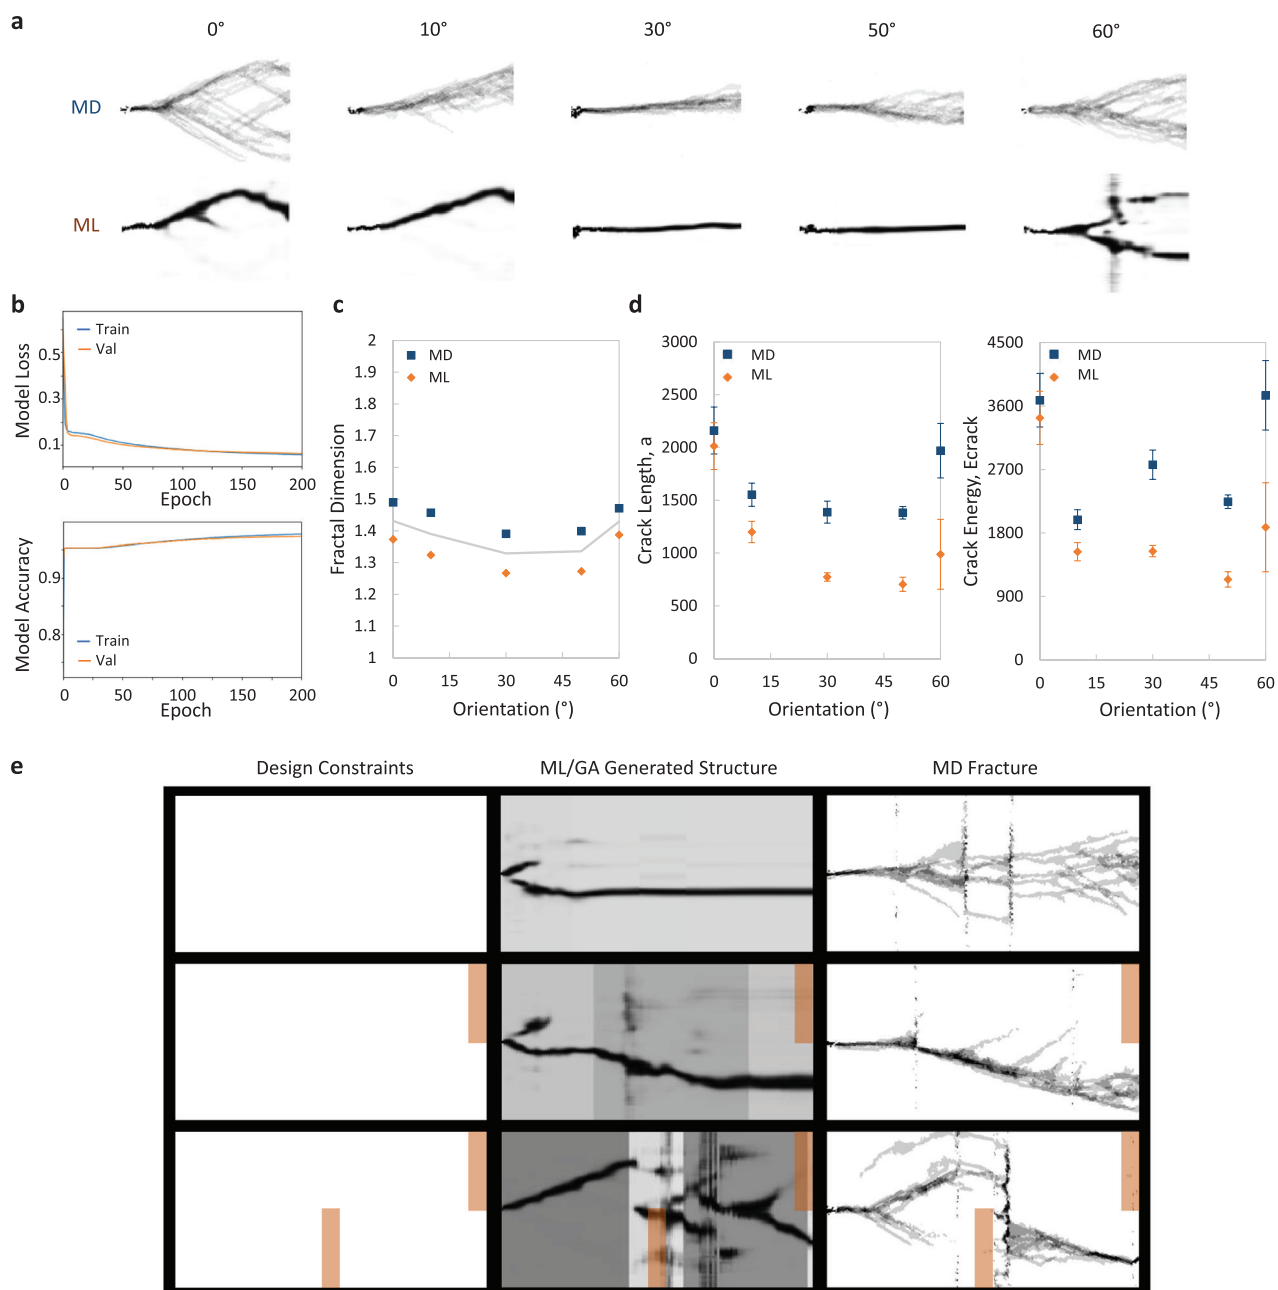 a
0° 10° 30° 50° 60°
MD
ML
b
Model Loss
0.5
0.3
0.1
Train
Val
0 50 100 150 200
Epoch
Model Accuracy
0.9
0.8
Train
Val
0 50 100 150 200
Epoch
c
Fractal Dimension
2
1.9
1.8
1.7
1.6
1.5
1.4
1.3
1.2
1.1
1
MD
ML
0 15 30 45 60
Orientation (°)
d
Crack Length, a
3000
2500
2000
1500
1000
500
0
MD
ML
0 15 30 45 60
Orientation (°)
Crack Energy, Ecrack
4500
3600
2700
1800
900
0
MD
ML
0 15 30 45 60
Orientation (°)
e
Design Constraints ML/GA Generated Structure MD Fracture